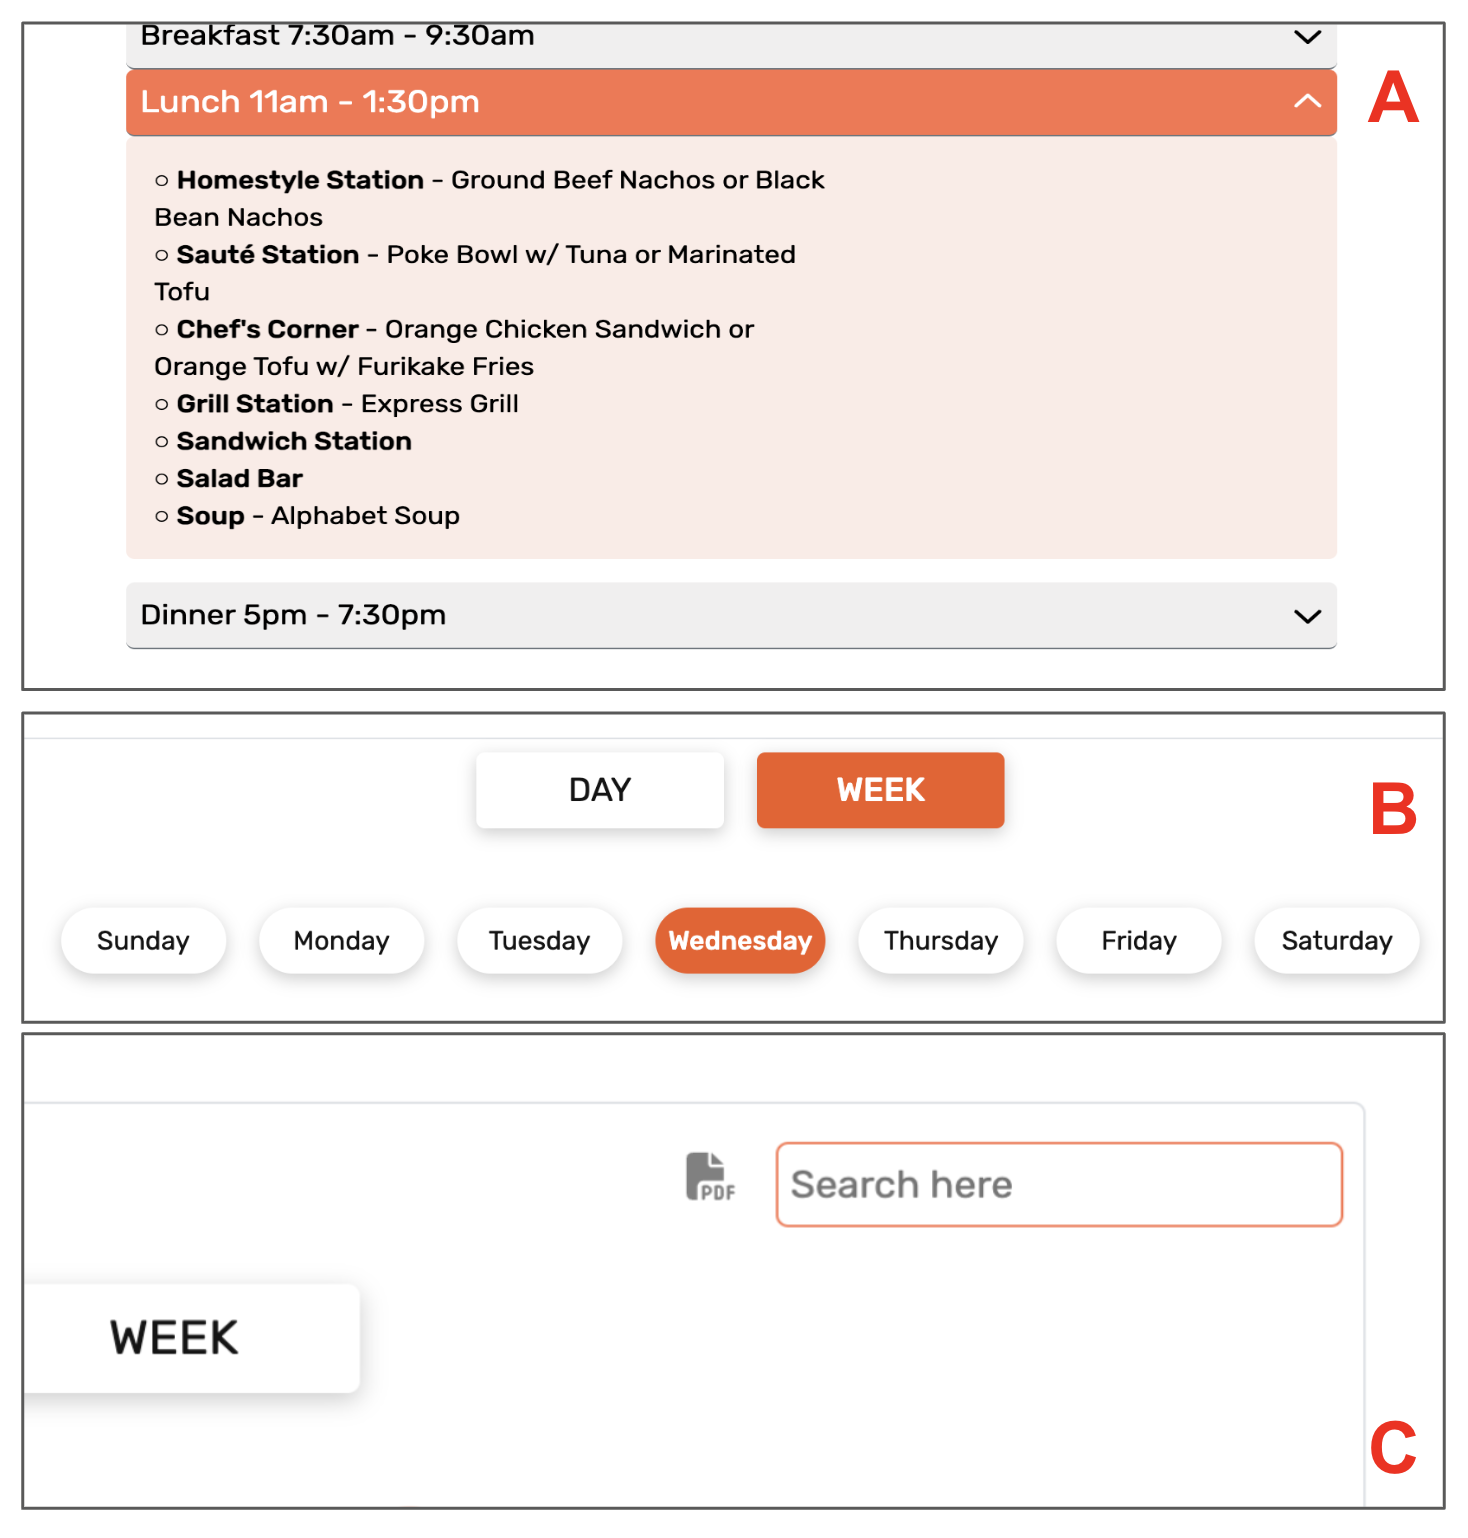 Breakfast 7:30am - 9:30am
Lunch 11am - 1:30pm
A
○ Homestyle Station - Ground Beef Nachos or Black
Bean Nachos
○ Sauté Station - Poke Bowl w/ Tuna or Marinated
Tofu
○ Chef's Corner - Orange Chicken Sandwich or
Orange Tofu w/ Furikake Fries
○ Grill Station - Express Grill
○ Sandwich Station
○ Salad Bar
○ Soup - Alphabet Soup
Dinner 5pm - 7:30pm
DAY WEEK
B
Sunday Monday Tuesday Wednesday Thursday Friday Saturday
PDF Search here
WEEK
C